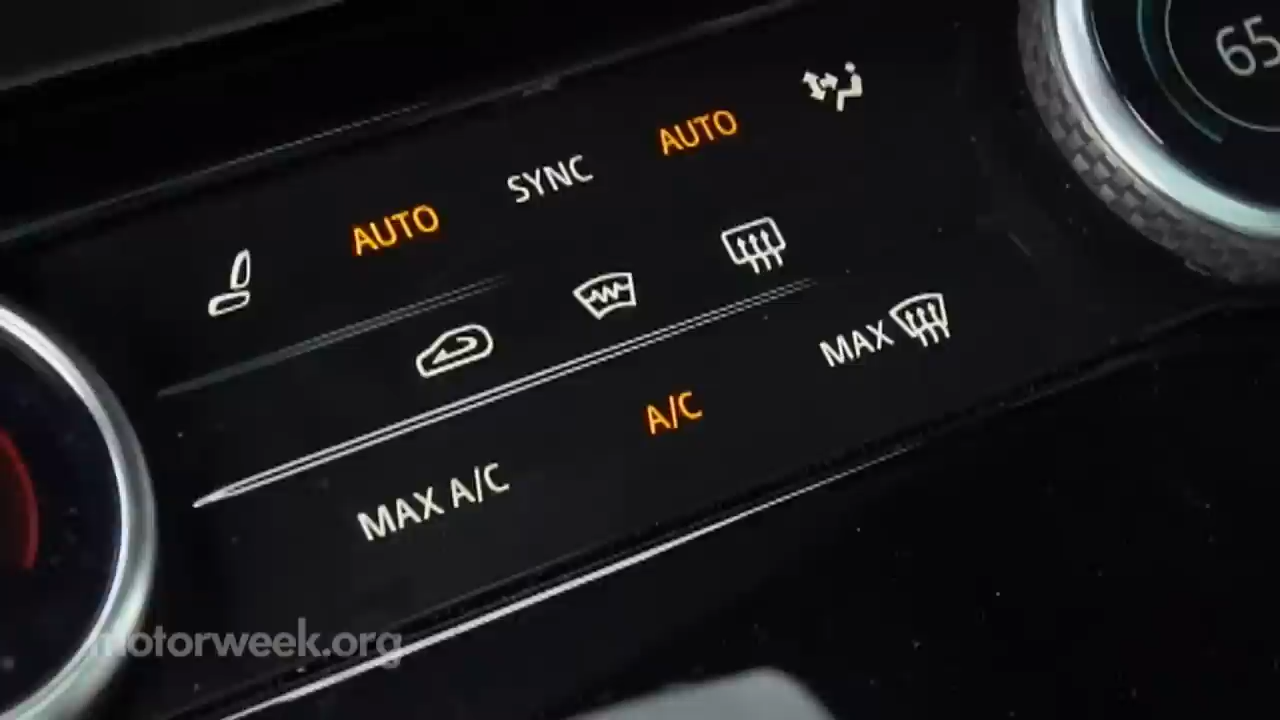 65
AUTO SYNC AUTO
MAX
MAX A/C A/C
motorweek.org